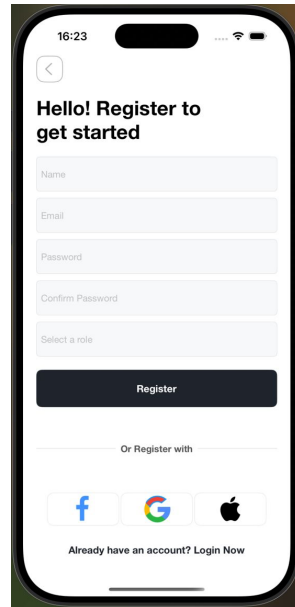 16:23
Hello! Register to
get started
Name
Email
Password
Confirm Password
Select a role
Register
Or Register with
f G
Already have an account? Login Now